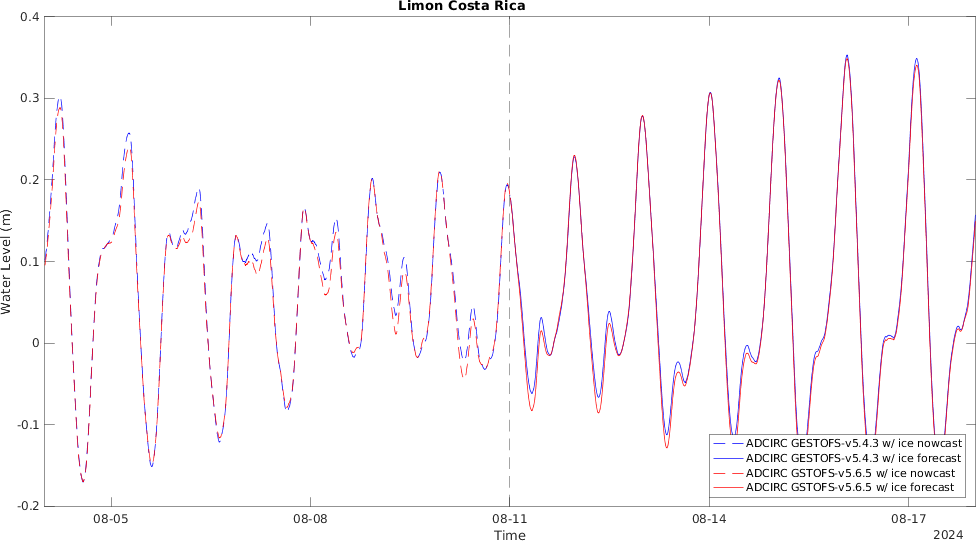 Limon Costa Rica
Water Level (m)
0.4
0.3
0.2
0.1
0
-0.1
-0.2
08-05
08-08
08-11
08-14
08-17
Time
2024
ADCIRC GESTOFS-v5.4.3 w/ ice nowcast
ADCIRC GESTOFS-v5.4.3 w/ ice forecast
ADCIRC GSTOFS-v5.6.5 w/ ice nowcast
ADCIRC GSTOFS-v5.6.5 w/ ice forecast